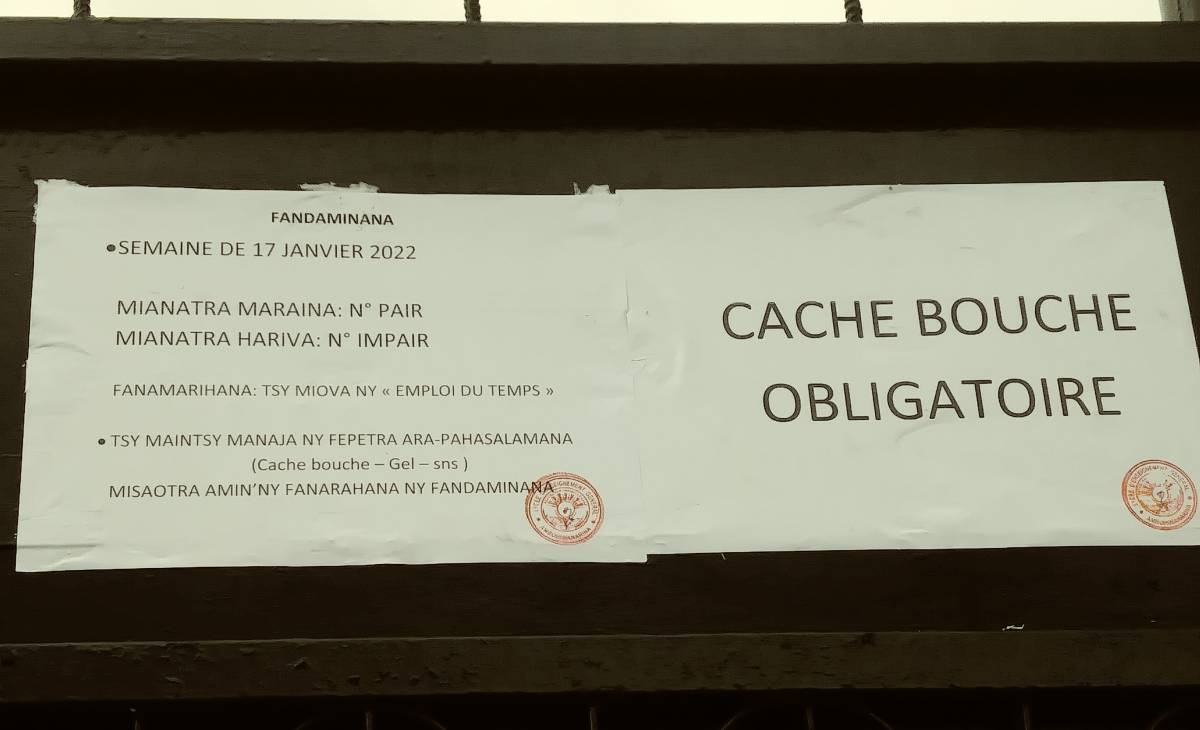 FANDAMINANA
•SEMAINE DE 17 JANVIER 2022
MIANATRA MARAINA: N° PAIR
MIANATRA HARIVA: N° IMPAIR
FANAMARIHANA: TSY MIOVA NY « EMPLOI DU TEMPS »
• TSY MAINTSY MANAJA NY FEPETRA ARA-PAHASALAMANA
(Cache bouche – Gel – sns )
MISAOTRA AMIN'NY FANARAHANA NY FANDAMINANA
CACHE BOUCHE
OBLIGATOIRE